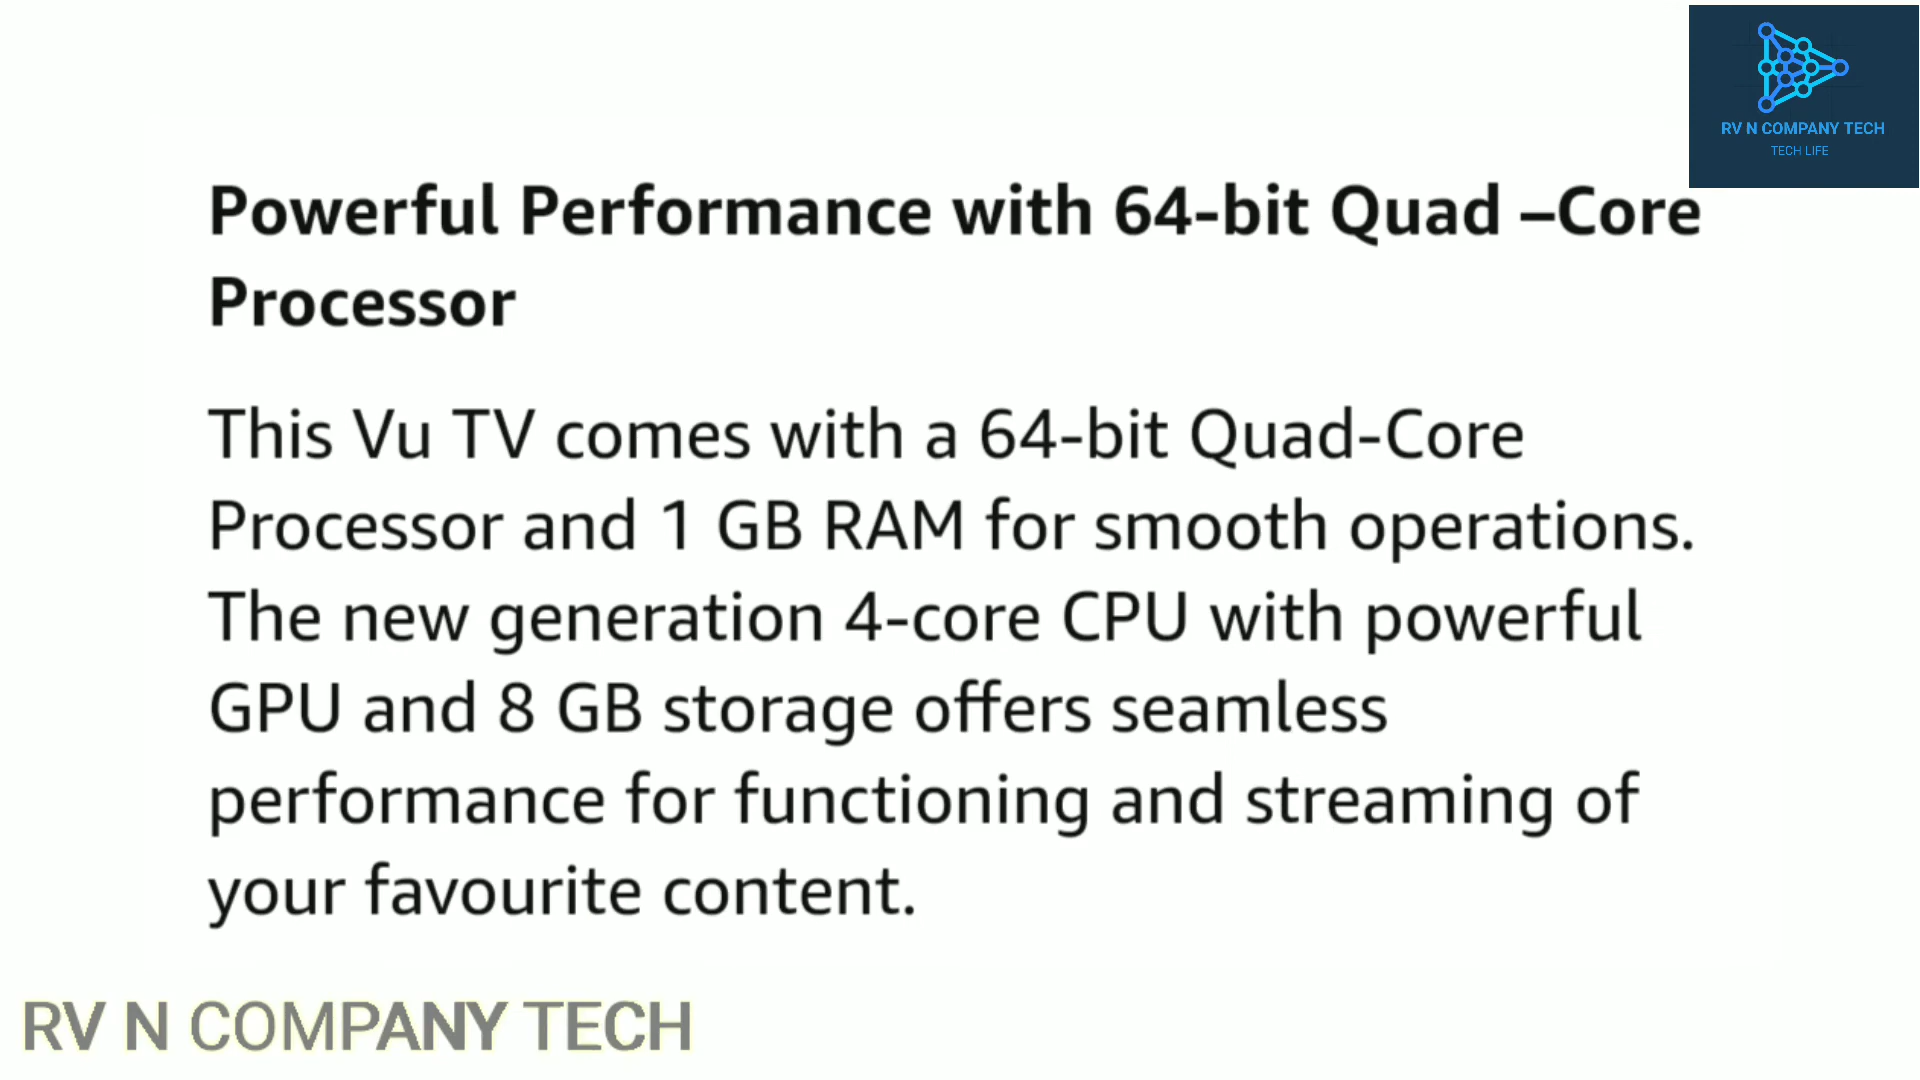 RV N COMPANY TECH
TECH LIFE
Powerful Performance with 64-bit Quad –Core
Processor
This Vu TV comes with a 64-bit Quad-Core
Processor and 1 GB RAM for smooth operations.
The new generation 4-core CPU with powerful
GPU and 8 GB storage offers seamless
performance for functioning and streaming of
your favourite content.
RV N COMPANY TECH